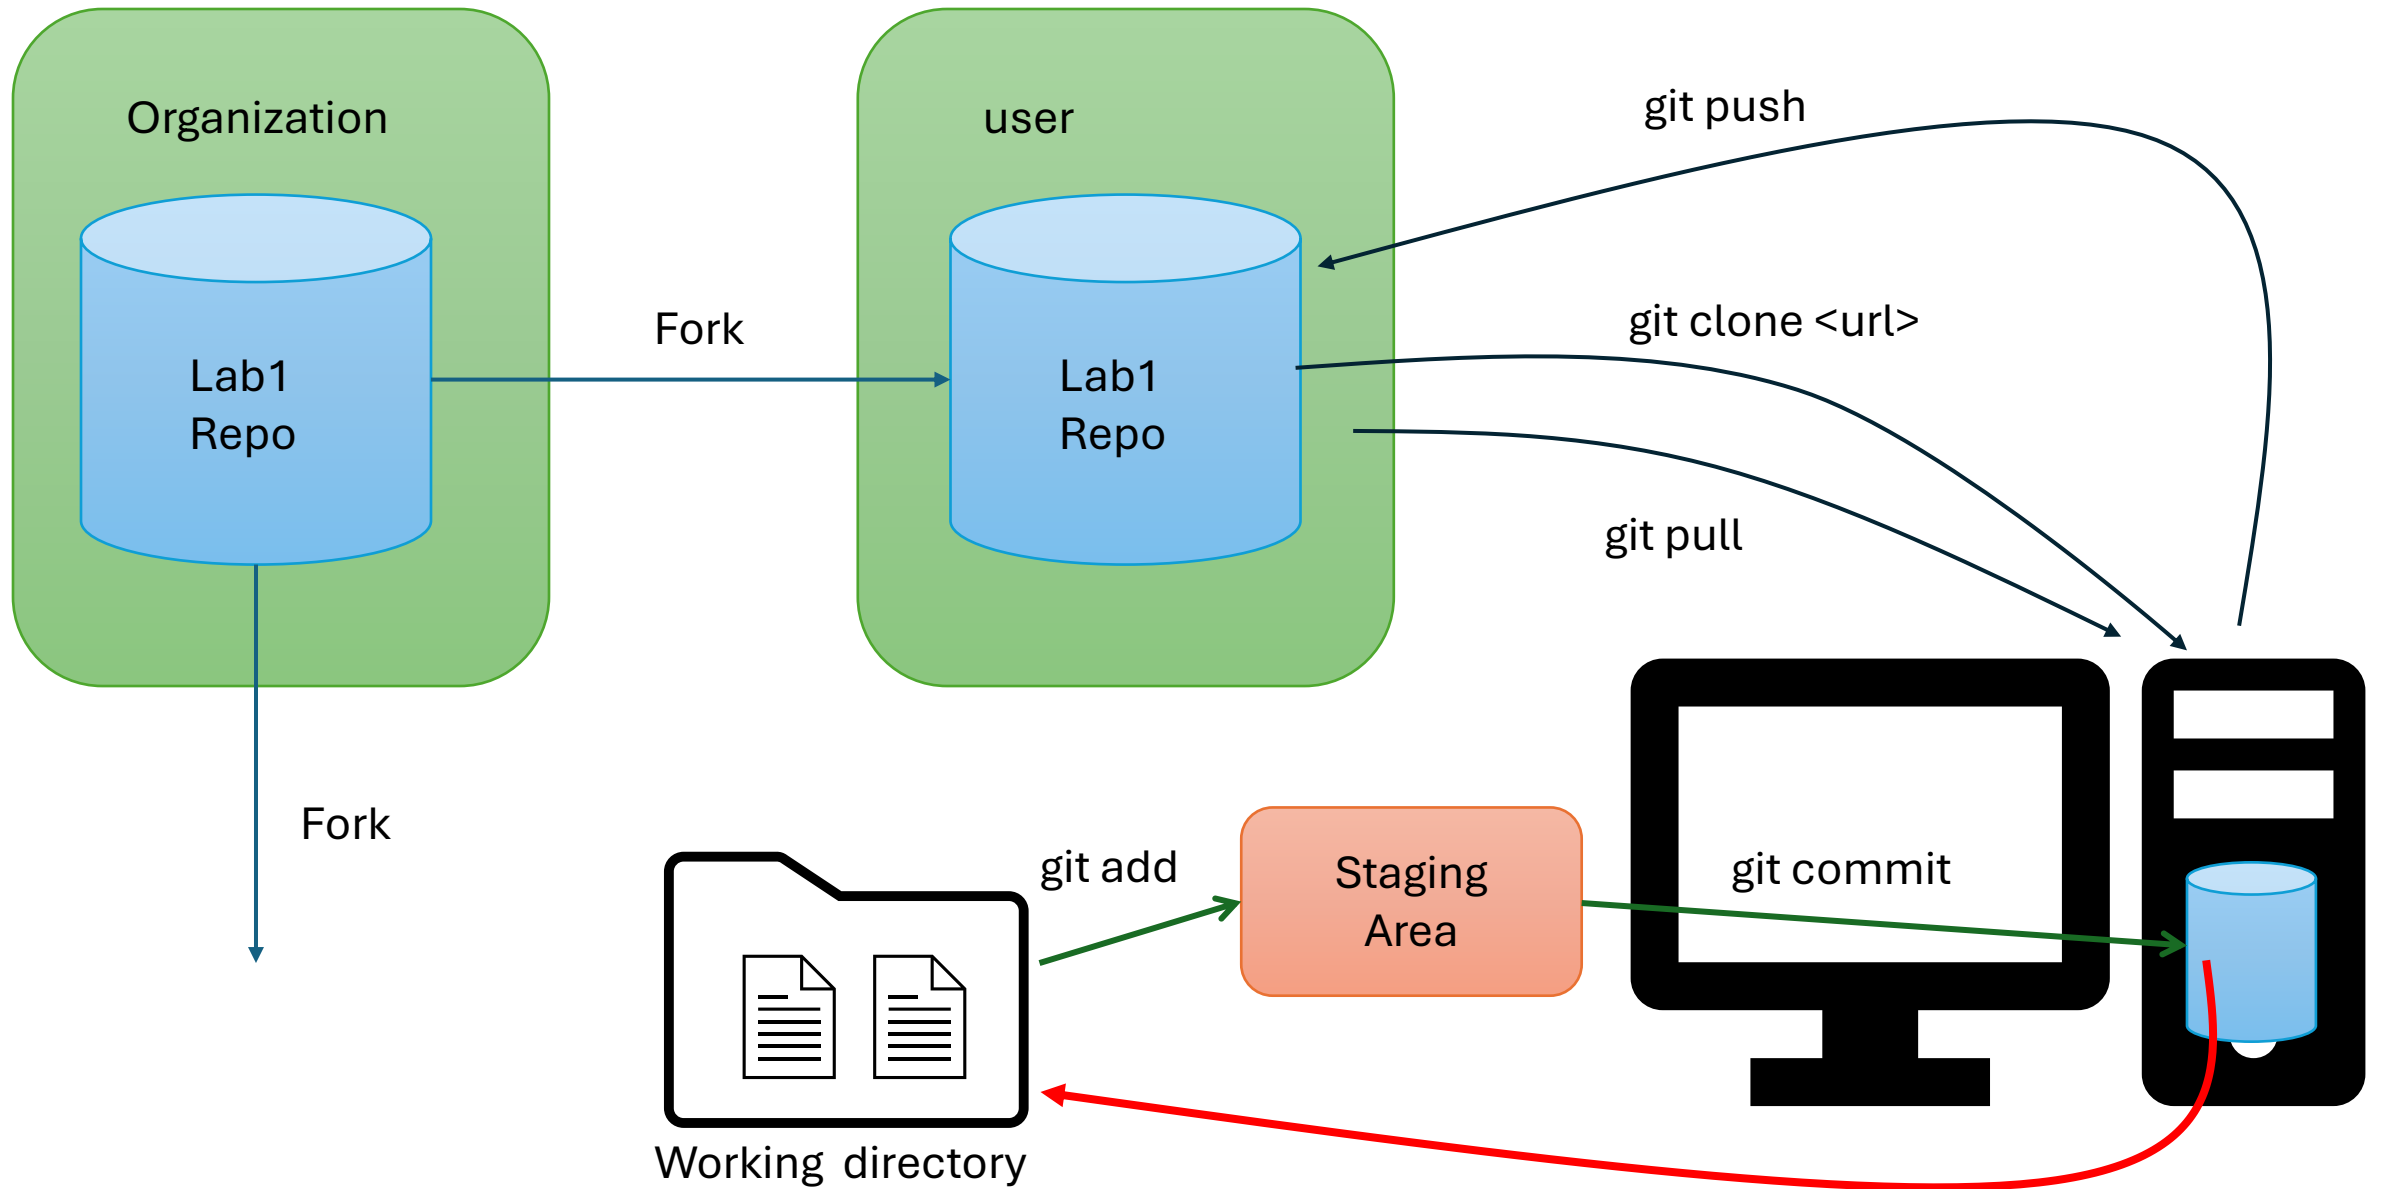 Organization
user
git push
Fork
git clone <url>
Lab1
Repo
Lab1
Repo
git pull
Fork
git add
Staging
Area
git commit
Working  directory